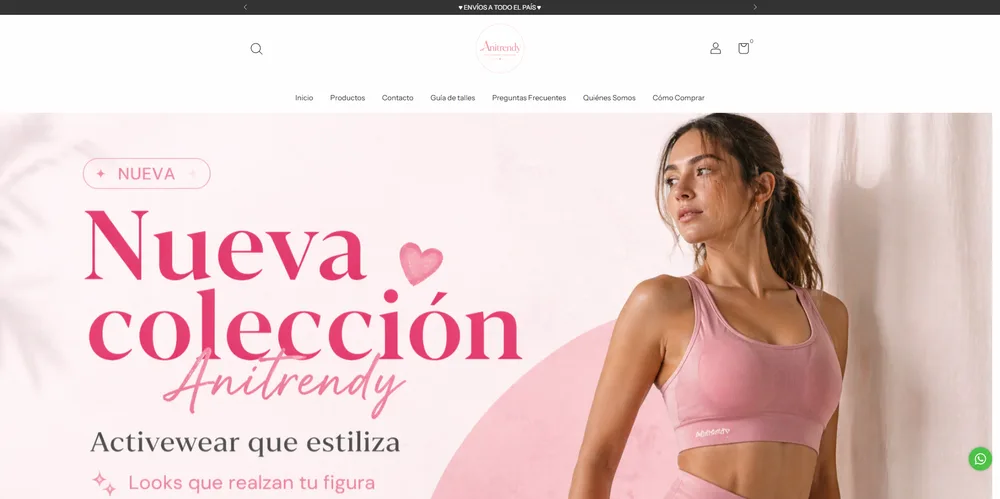 ♥ ENVÍOS A TODO EL PAÍS ♥
Anitrendy
0
Inicio Productos Contacto Guía de talles Preguntas Frecuentes Quiénes Somos Cómo Comprar
NUEVA
Nueva
colección
Anitrendy
Activewear que estiliza
Looks que realzan tu figura